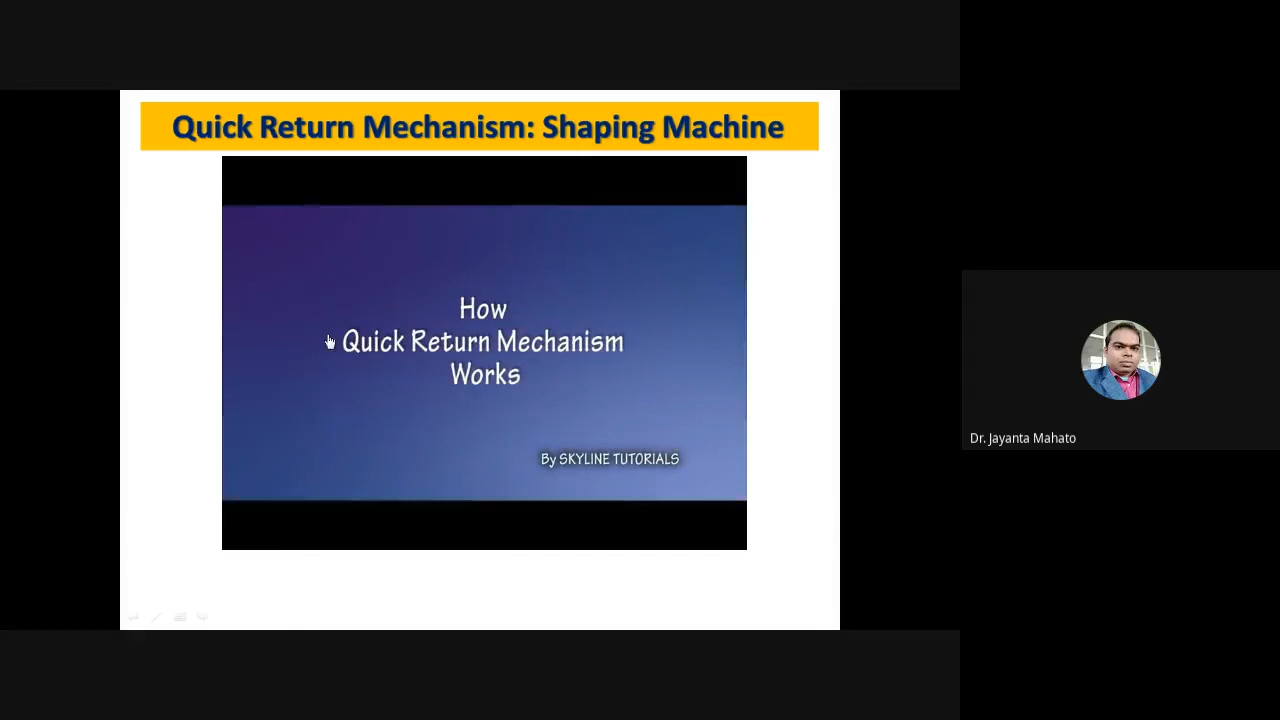 Quick Return Mechanism: Shaping Machine
How
Quick Return Mechanism
Works
By SKYLINE TUTORIALS
Dr. Jayanta Mahato